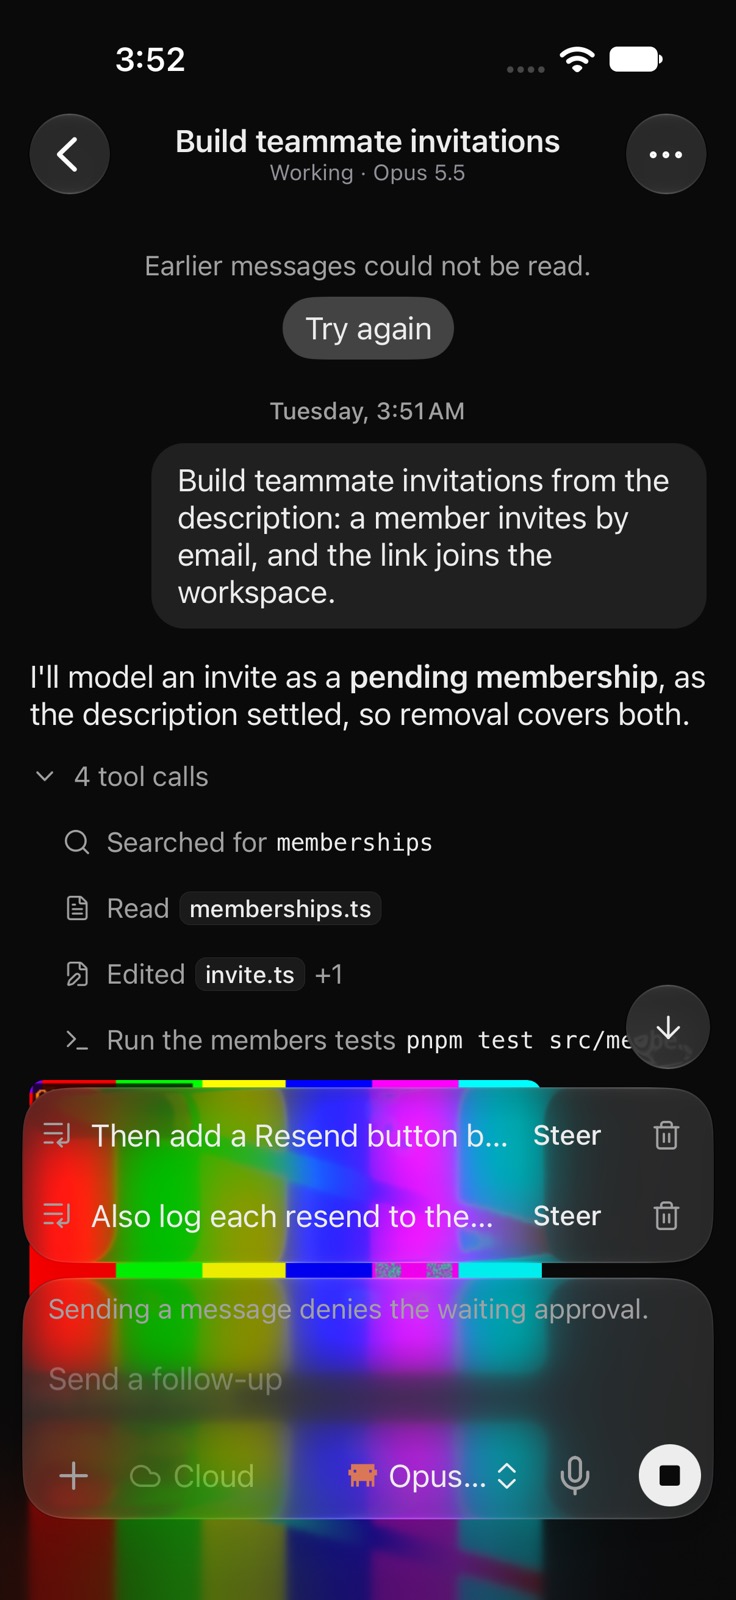 3:52
Build teammate invitations
Working · Opus 5.5
Earlier messages could not be read.
Try again
Tuesday, 3:51 AM
Build teammate invitations from the
description: a member invites by
email, and the link joins the
workspace.
I'll model an invite as a pending membership, as
the description settled, so removal covers both.
4 tool calls
Searched for memberships
Read memberships.ts
Edited invite.ts +1
Run the members tests pnpm test src/me
Then add a Resend button b... Steer
Also log each resend to the... Steer
Sending a message denies the waiting approval.
Send a follow-up
Cloud Opus...